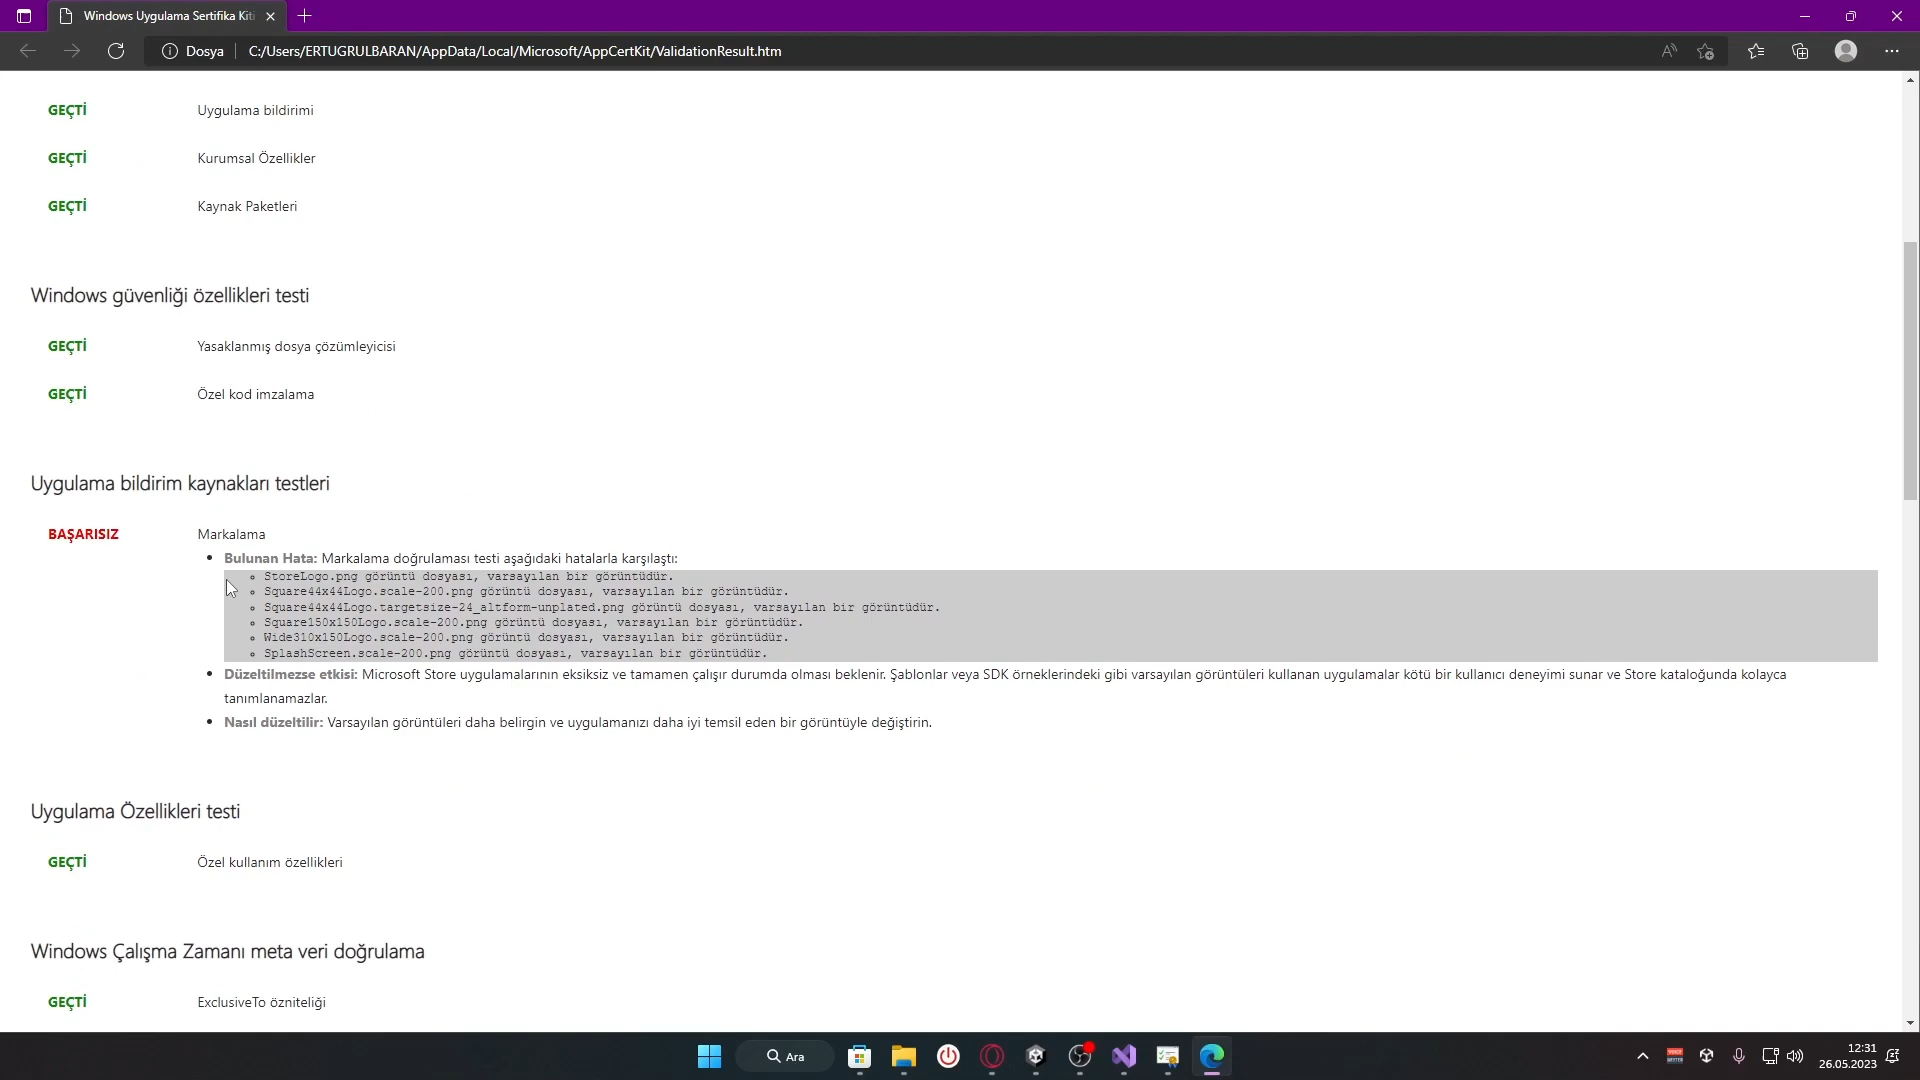 Windows Uygulama Sertifika Kiti
Dosya
C:/Users/ERTUGRULBARAN/AppData/Local/Microsoft/AppCertKit/ValidationResult.htm
GEÇTİ Uygulama bildirimi
GEÇTİ Kurumsal Özellikler
GEÇTİ Kaynak Paketleri
Windows güvenliği özellikleri testi
GEÇTİ Yasaklanmış dosya çözümleyicisi
GEÇTİ Özel kod imzalama
Uygulama bildirim kaynakları testleri
BAŞARISIZ Markalama
Bulunan Hata: Markalama doğrulaması testi aşağıdaki hatalarla karşılaştı:
StoreLogo.png görüntü dosyası, varsayılan bir görüntüdür.
Square44x44Logo.scale-200.png görüntü dosyası, varsayılan bir görüntüdür.
Square44x44Logo.targetsize-24_altform-unplated.png görüntü dosyası, varsayılan bir görüntüdür.
Square150x150Logo.scale-200.png görüntü dosyası, varsayılan bir görüntüdür.
Wide310x150Logo.scale-200.png görüntü dosyası, varsayılan bir görüntüdür.
SplashScreen.scale-200.png görüntü dosyası, varsayılan bir görüntüdür.
Düzeltilmezse etkisi: Microsoft Store uygulamalarının eksiksiz ve tamamen çalışır durumda olması beklenir. Şablonlar veya SDK örneklerindeki gibi varsayılan görüntüleri kullanan uygulamalar kötü bir kullanıcı deneyimi sunar ve Store kataloğunda kolayca
tanımlanamazlar.
Nasıl düzeltilir: Varsayılan görüntüleri daha belirgin ve uygulamanızı daha iyi temsil eden bir görüntüyle değiştirin.
Uygulama Özellikleri testi
GEÇTİ Özel kullanım özellikleri
Windows Çalışma Zamanı meta veri doğrulama
GEÇTİ ExclusiveTo özniteliği
Ara
12:31
26.05.2023